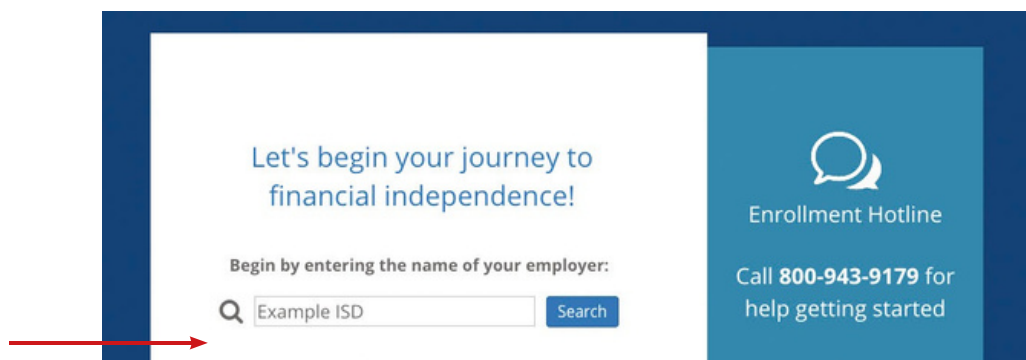 Let's begin your journey to
financial independence!
Begin by entering the name of your employer:
Example ISD
Search
Enrollment Hotline
Call 800-943-9179 for
help getting started